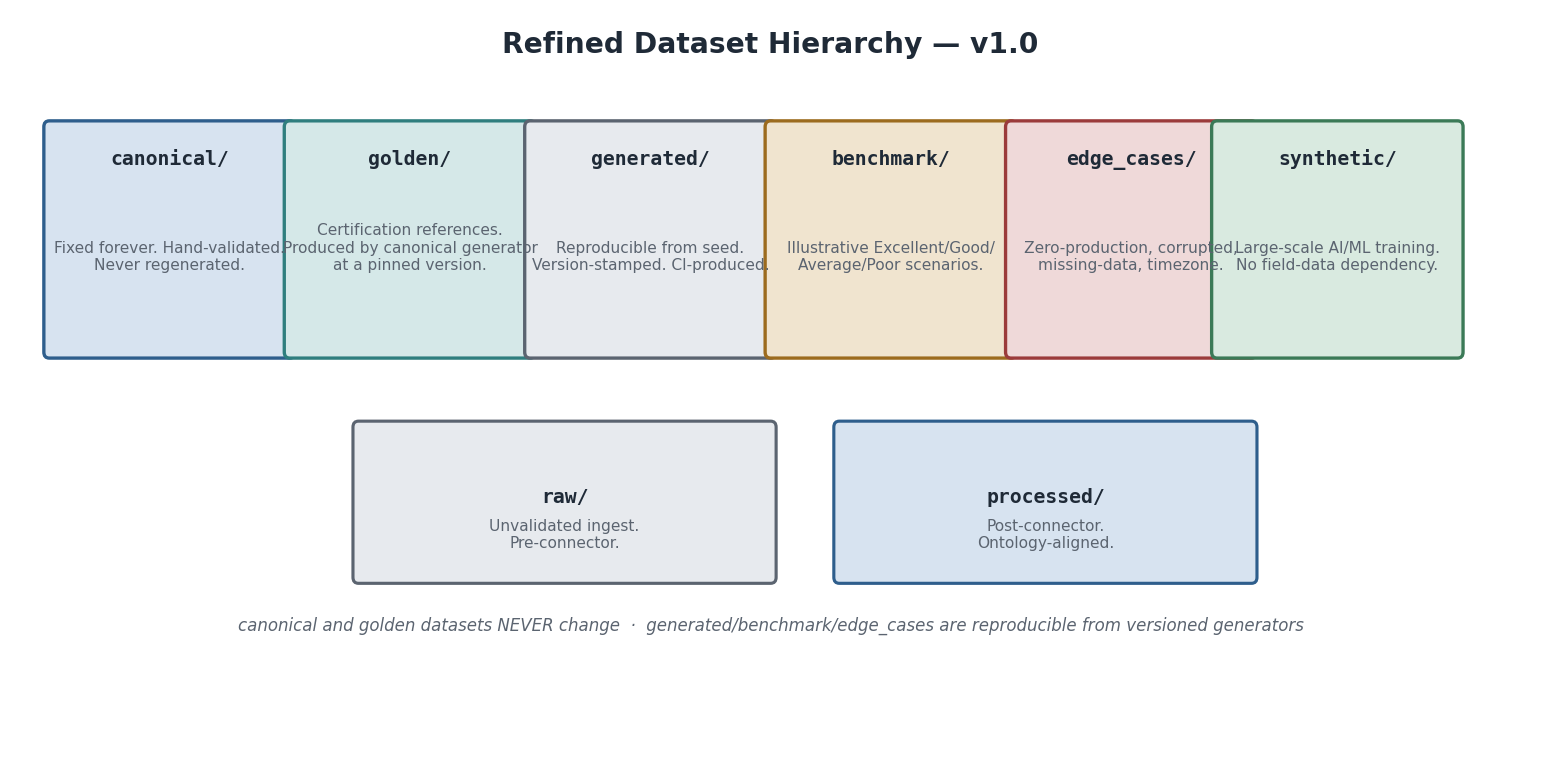 Refined Dataset Hierarchy — v1.0
canonical/
Fixed forever. Hand-validated.
Never regenerated.
golden/
Certification references.
Produced by canonical generator
at a pinned version.
generated/
Reproducible from seed.
Version-stamped. CI-produced.
benchmark/
Illustrative Excellent/Good/
Average/Poor scenarios.
edge_cases/
Zero-production, corrupted,
missing-data, timezone.
synthetic/
Large-scale AI/ML training.
No field-data dependency.
raw/
Unvalidated ingest.
Pre-connector.
processed/
Post-connector.
Ontology-aligned.
canonical and golden datasets NEVER change · generated/benchmark/edge_cases are reproducible from versioned generators